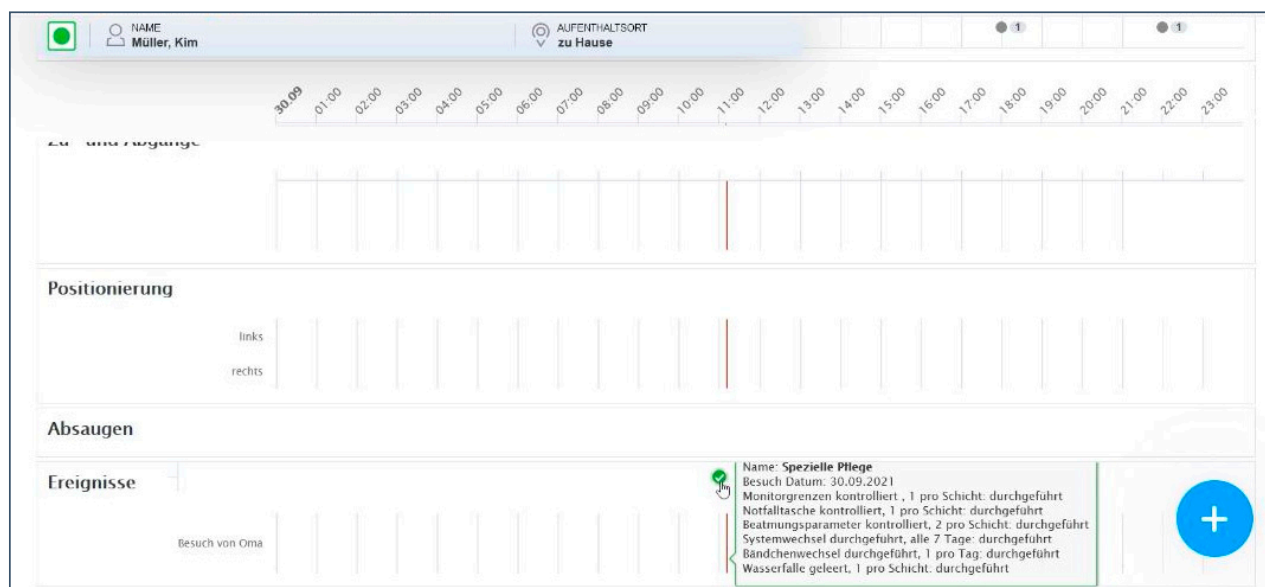 NAME
Müller, Kim
AUFENTHALTSORT
zu Hause
1
1
30.09 01:00 02:00 03:00 04:00 05:00 06:00 07:00 08:00 09:00 10:00 11:00 12:00 13:00 14:00 15:00 16:00 17:00 18:00 19:00 20:00 21:00 22:00 23:00
Zu- und Abgänge
Positionierung
links
rechts
Absaugen
Ereignisse
Besuch von Oma
Name: Spezielle Pflege
Besuch Datum: 30.09.2021
Monitorgrenzen kontrolliert , 1 pro Schicht: durchgeführt
Notfalltasche kontrolliert, 1 pro Schicht: durchgeführt
Beatmungsparameter kontrolliert, 2 pro Schicht: durchgeführt
Systemwechsel durchgeführt, alle 7 Tage: durchgeführt
Bändchenwechsel durchgeführt, 1 pro Tag: durchgeführt
Wasserfalle geleert, 1 pro Schicht: durchgeführt